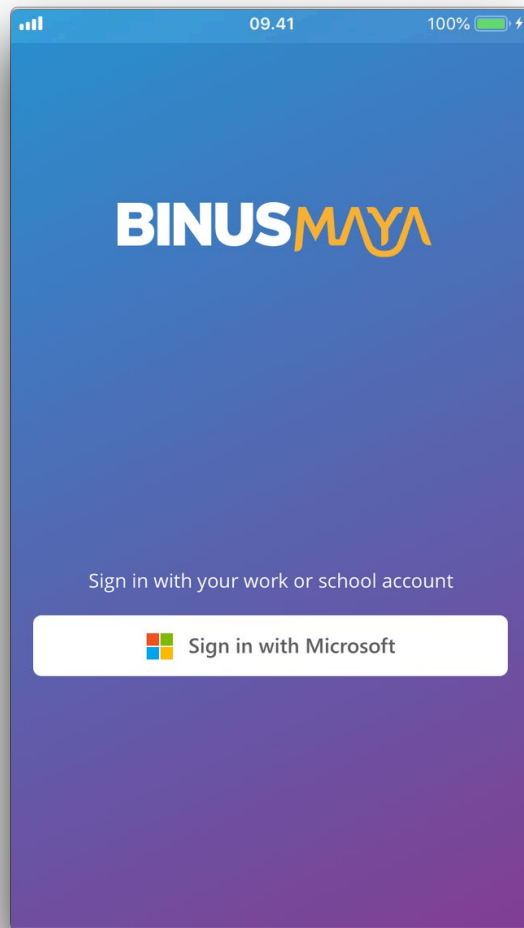 09.41
100%
BINUSMAYA
Sign in with your work or school account
Sign in with Microsoft